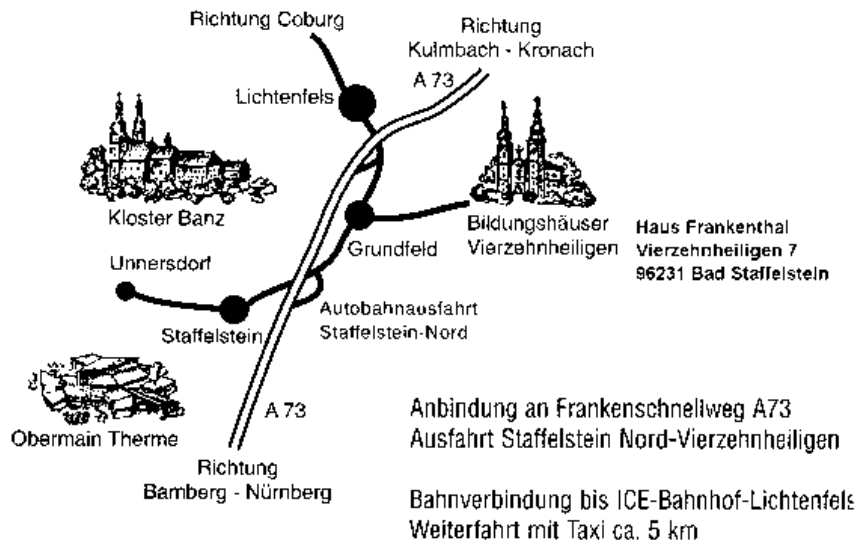 Richtung Coburg
Richtung
Kulmbach - Kronach
A 73
Lichtenfels
Kloster Banz
Bildungshäuser
Vierzehnheiligen
Haus Frankenthal
Vierzehnheiligen 7
96231 Bad Staffelstein
Grundfeld
Unnersdorf
Autobahnausfahrt
Staffelstein-Nord
Staffelstein
A 73
Obermain Therme
Richtung
Bamberg - Nürnberg
Anbindung an Frankenschnellweg A73
Ausfahrt Staffelstein Nord-Vierzehnheiligen
Bahnverbindung bis ICE-Bahnhof-Lichtenfels
Weiterfahrt mit Taxi ca. 5 km